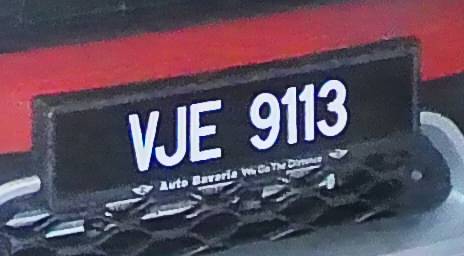 VJE 9113
Auto Bavaria We Go The Distance